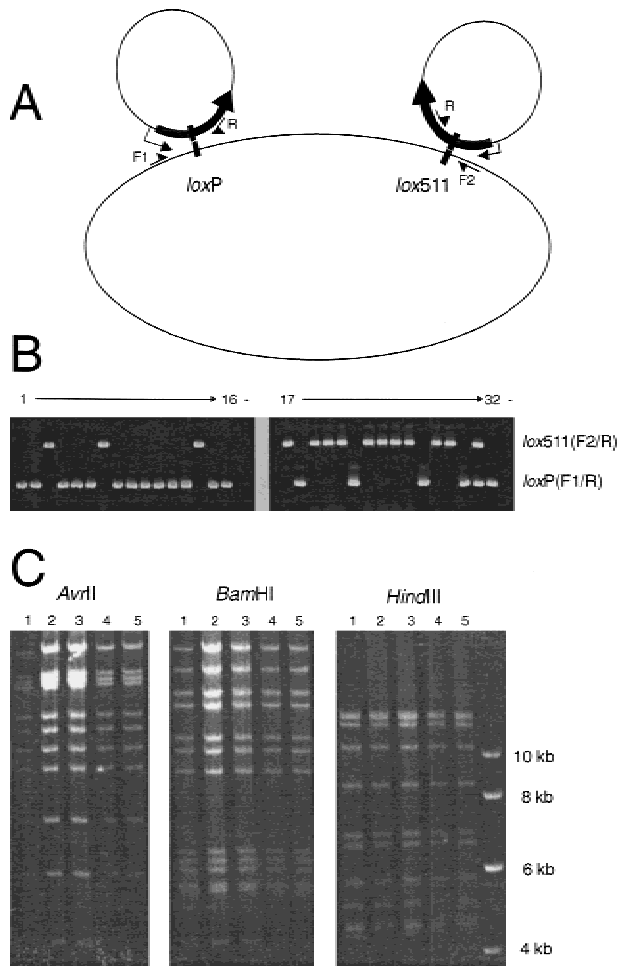 A
F1
R
loxP
R
F2
lox511
B
1 16 - 17 32 -
lox511(F2/R)
loxP(F1/R)
C
AvrII BamHI HindIII
1 2 3 4 5 1 2 3 4 5 1 2 3 4 5
10 kb
8 kb
6 kb
4 kb